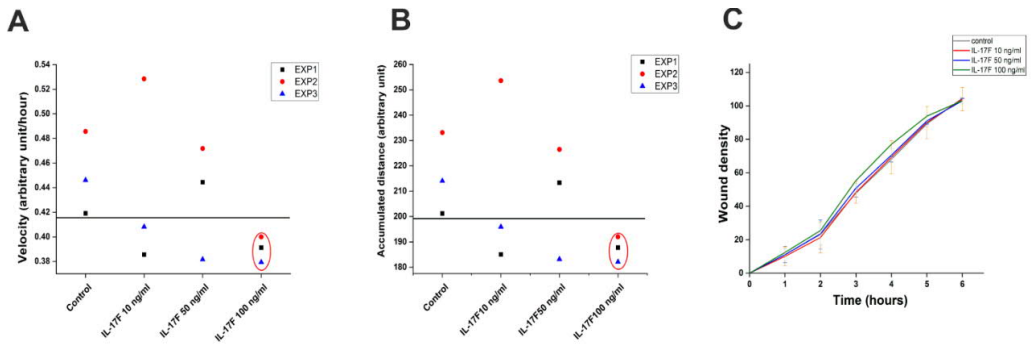 A
Velocity (arbitrary unit/hour)
0.54
0.52
0.50
0.48
0.46
0.44
0.42
0.40
0.38
EXP1
EXP2
EXP3
Control
IL-17F 10 ng/ml
IL-17F 50 ng/ml
IL-17F 100 ng/ml
B
Accumulated distance (arbitrary unit)
260
250
240
230
220
210
200
190
180
EXP1
EXP2
EXP3
Control
IL-17F10 ng/ml
IL-17F50 ng/ml
IL-17F100 ng/ml
C
control
IL-17F 10 ng/ml
IL-17F 50 ng/ml
IL-17F 100 ng/ml
Wound density
120
100
80
60
40
20
0
0 1 2 3 4 5 6
Time (hours)